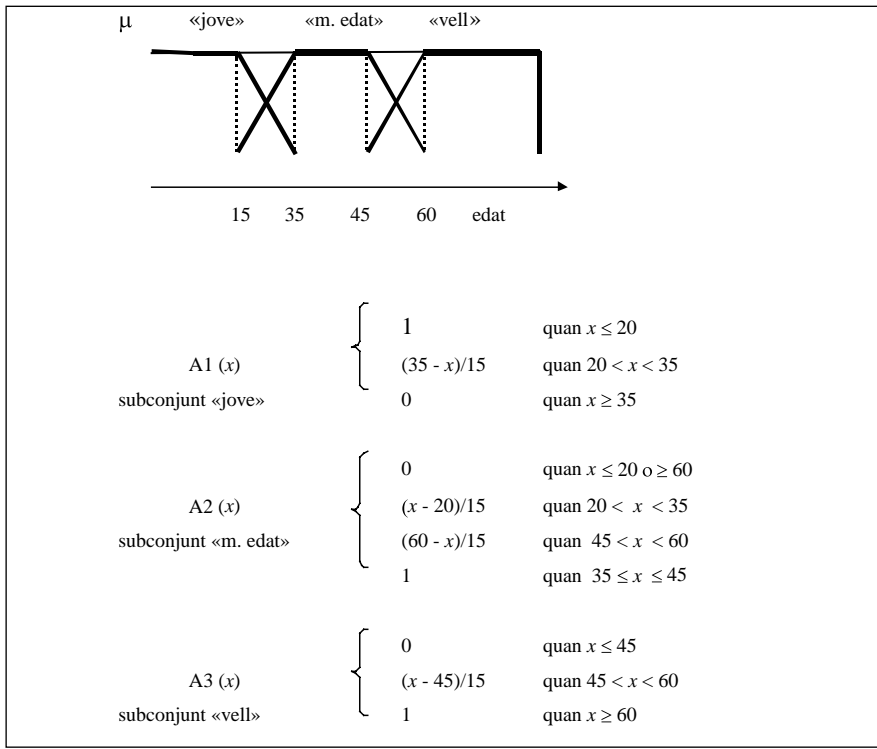 μ «jove» «m. edat» «vell»
15 35 45 60 edat
1 quan x ≤ 20
A1 (x) (35 - x)/15 quan 20 < x < 35
subconjunt «jove» 0 quan x ≥ 35
0 quan x ≤ 20 o ≥ 60
A2 (x) (x - 20)/15 quan 20 < x < 35
subconjunt «m. edat» (60 - x)/15 quan 45 < x < 60
1 quan 35 ≤ x ≤ 45
0 quan x ≤ 45
A3 (x) (x - 45)/15 quan 45 < x < 60
subconjunt «vell» 1 quan x ≥ 60